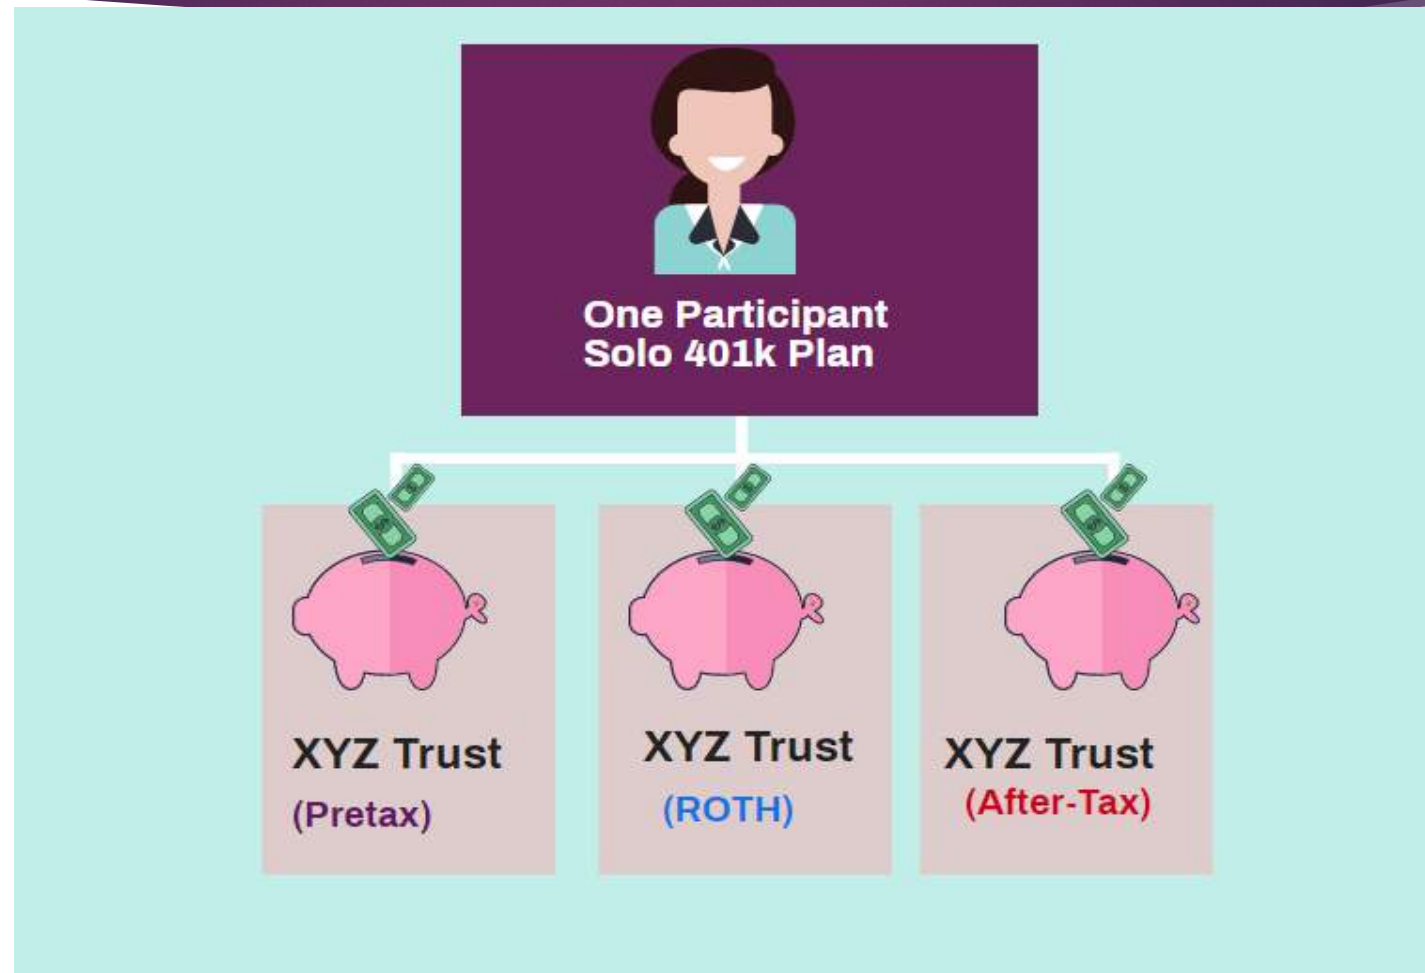 One Participant
Solo 401k Plan
XYZ Trust
(Pretax)
XYZ Trust
(ROTH)
XYZ Trust
(After-Tax)